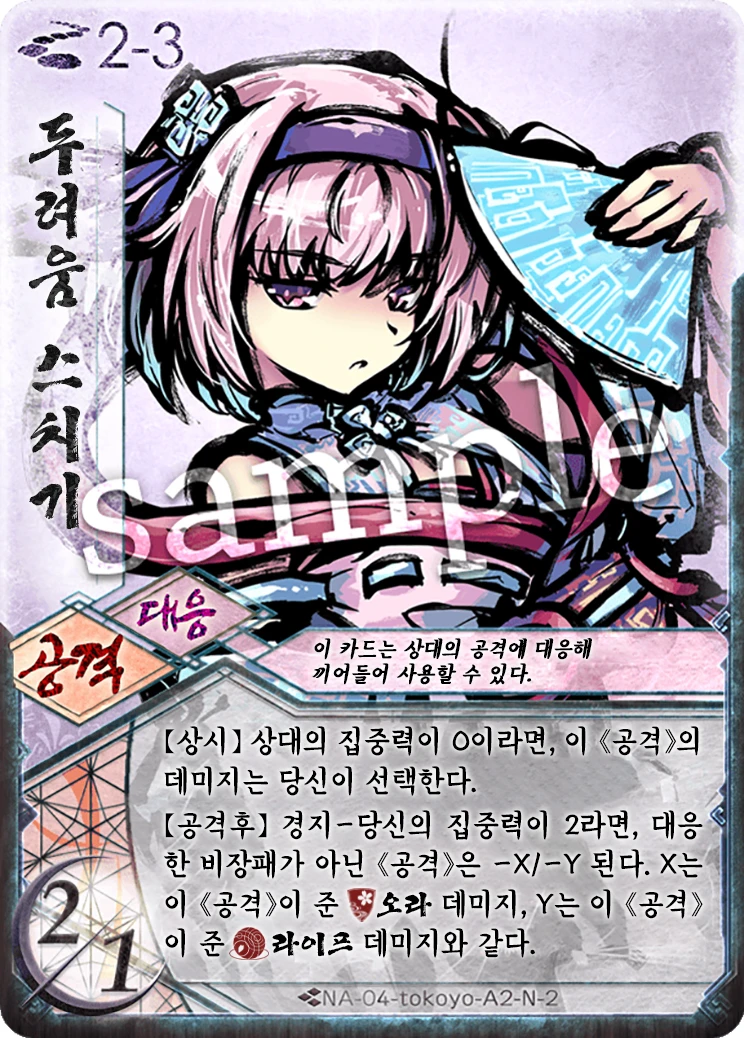 2-3
두려움 스치기
sample
대응
공격
이 카드는 상대의 공격에 대응해
끼어들어 사용할 수 있다.
【상시】 상대의 집중력이 0이라면, 이 《공격》의
데미지는 당신이 선택한다.
【공격후】 경지-당신의 집중력이 2라면, 대응
한 비장패가 아닌 《공격》은 -X/-Y 된다. X는
이 《공격》이 준 오라 데미지, Y는 이 《공격》
이 준 라이프 데미지와 같다.
2/1
NA-04-tokoyo-A2-N-2